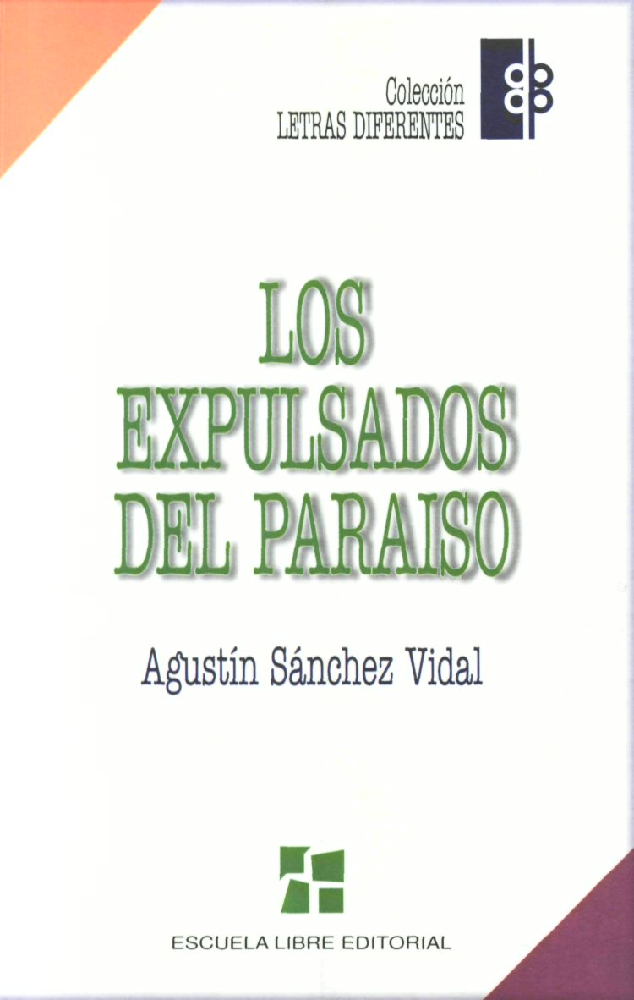 Colección
LETRAS DIFERENTES
LOS
EXPULSADOS
DEL PARAISO
Agustín Sánchez Vidal
ESCUELA LIBRE EDITORIAL